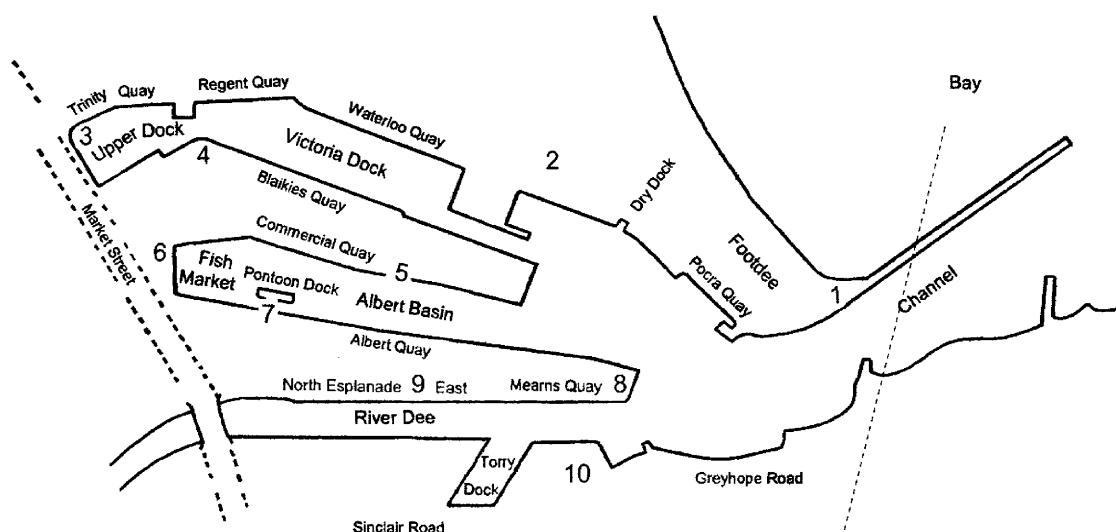 Bay
Trinity Quay
Regent Quay
Waterloo Quay
3
Upper Dock
4
Victoria Dock
2
Dry Dock
Blaikies Quay
Market Street
Commercial Quay
5
6
Fish
Market
Pontoon Dock
7
Albert Basin
Footdee
Pocra Quay
1
Channel
Albert Quay
North Esplanade 9 East
Mearns Quay 8
River Dee
Torry
Dock
10
Greyhope Road
Sinclair Road